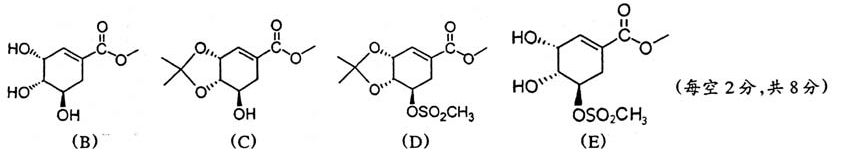 HO HO OH O O (B)
O O OH O O (C)
O O OSO₂CH₃ O O (D)
HO HO OSO₂CH₃ O O (E)
(每空2分,共8分)